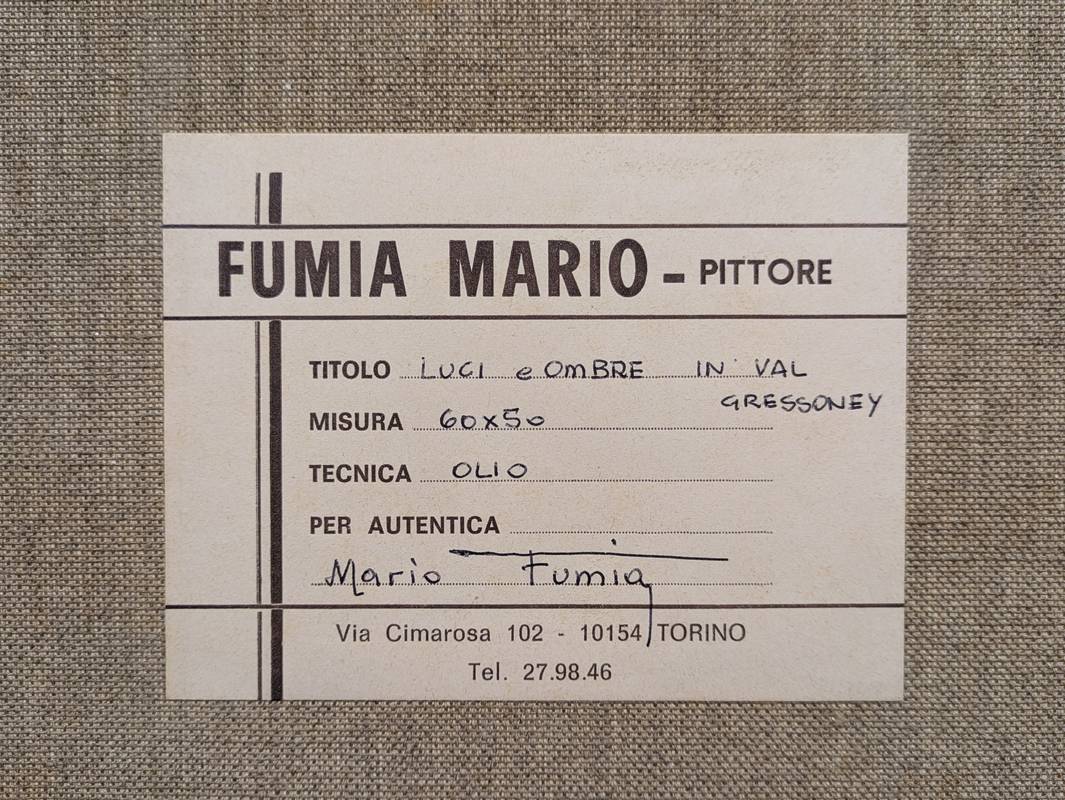 FUMIA MARIO - PITTORE
TITOLO LUCI e OmBRE IN VAL
GRESSONEY
MISURA 60x50
TECNICA OLIO
PER AUTENTICA
Mario Fumia
Via Cimarosa 102 - 10154 TORINO
Tel. 27.98.46